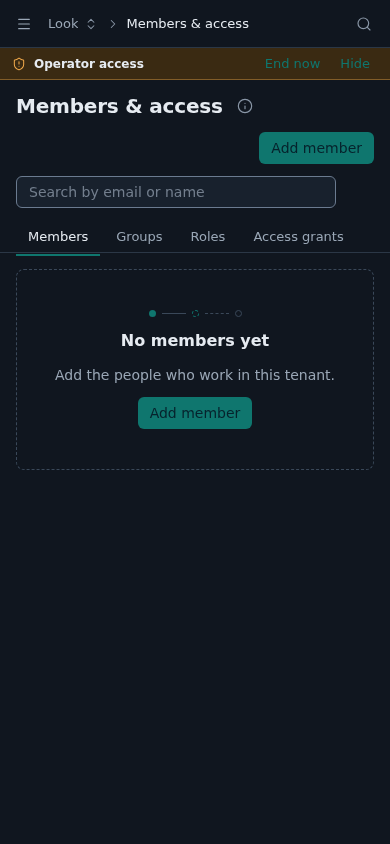 Look Members & access
Operator access End now Hide
Members & access
Add member
Search by email or name
Members Groups Roles Access grants
No members yet
Add the people who work in this tenant.
Add member